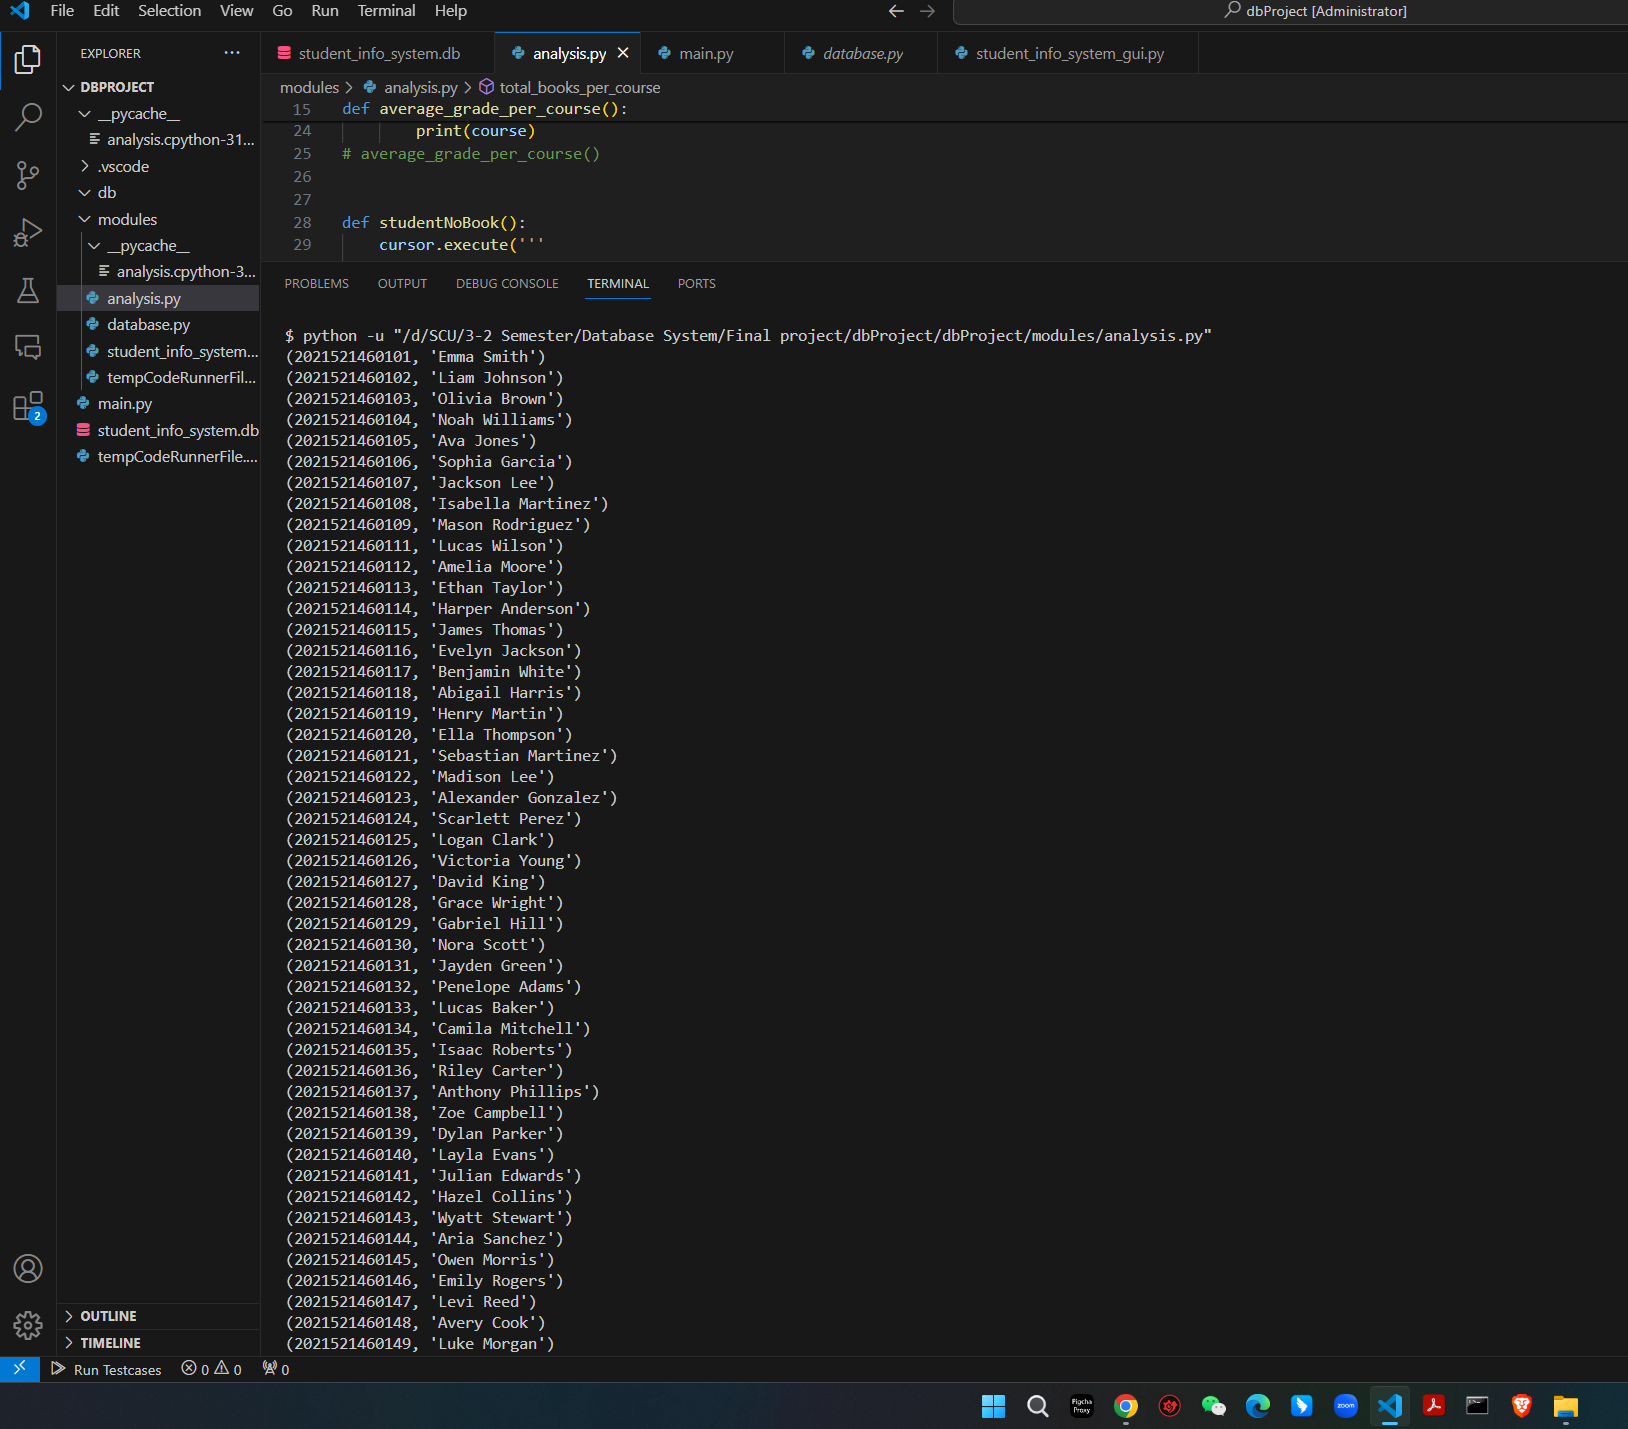 File Edit Selection View Go Run Terminal Help
dbProject [Administrator]
EXPLORER
student_info_system.db
analysis.py
main.py
database.py
student_info_system_gui.py
DBPROJECT
__pycache__
analysis.cpython-31...
.vscode
db
modules
__pycache__
analysis.cpython-3...
analysis.py
database.py
student_info_system...
tempCodeRunnerFil...
main.py
student_info_system.db
tempCodeRunnerFile....
2
OUTLINE
TIMELINE
modules > analysis.py > total_books_per_course
15 def average_grade_per_course():
24 print(course)
25 # average_grade_per_course()
26
27
28 def studentNoBook():
29 cursor.execute('''
PROBLEMS OUTPUT DEBUG CONSOLE TERMINAL PORTS
$ python -u "/d/SCU/3-2 Semester/Database System/Final project/dbProject/dbProject/modules/analysis.py"
(2021521460101, 'Emma Smith')
(2021521460102, 'Liam Johnson')
(2021521460103, 'Olivia Brown')
(2021521460104, 'Noah Williams')
(2021521460105, 'Ava Jones')
(2021521460106, 'Sophia Garcia')
(2021521460107, 'Jackson Lee')
(2021521460108, 'Isabella Martinez')
(2021521460109, 'Mason Rodriguez')
(2021521460111, 'Lucas Wilson')
(2021521460112, 'Amelia Moore')
(2021521460113, 'Ethan Taylor')
(2021521460114, 'Harper Anderson')
(2021521460115, 'James Thomas')
(2021521460116, 'Evelyn Jackson')
(2021521460117, 'Benjamin White')
(2021521460118, 'Abigail Harris')
(2021521460119, 'Henry Martin')
(2021521460120, 'Ella Thompson')
(2021521460121, 'Sebastian Martinez')
(2021521460122, 'Madison Lee')
(2021521460123, 'Alexander Gonzalez')
(2021521460124, 'Scarlett Perez')
(2021521460125, 'Logan Clark')
(2021521460126, 'Victoria Young')
(2021521460127, 'David King')
(2021521460128, 'Grace Wright')
(2021521460129, 'Gabriel Hill')
(2021521460130, 'Nora Scott')
(2021521460131, 'Jayden Green')
(2021521460132, 'Penelope Adams')
(2021521460133, 'Lucas Baker')
(2021521460134, 'Camila Mitchell')
(2021521460135, 'Isaac Roberts')
(2021521460136, 'Riley Carter')
(2021521460137, 'Anthony Phillips')
(2021521460138, 'Zoe Campbell')
(2021521460139, 'Dylan Parker')
(2021521460140, 'Layla Evans')
(2021521460141, 'Julian Edwards')
(2021521460142, 'Hazel Collins')
(2021521460143, 'Wyatt Stewart')
(2021521460144, 'Aria Sanchez')
(2021521460145, 'Owen Morris')
(2021521460146, 'Emily Rogers')
(2021521460147, 'Levi Reed')
(2021521460148, 'Avery Cook')
(2021521460149, 'Luke Morgan')
Run Testcases 0 0 0
Figcha
Proxy
zoom